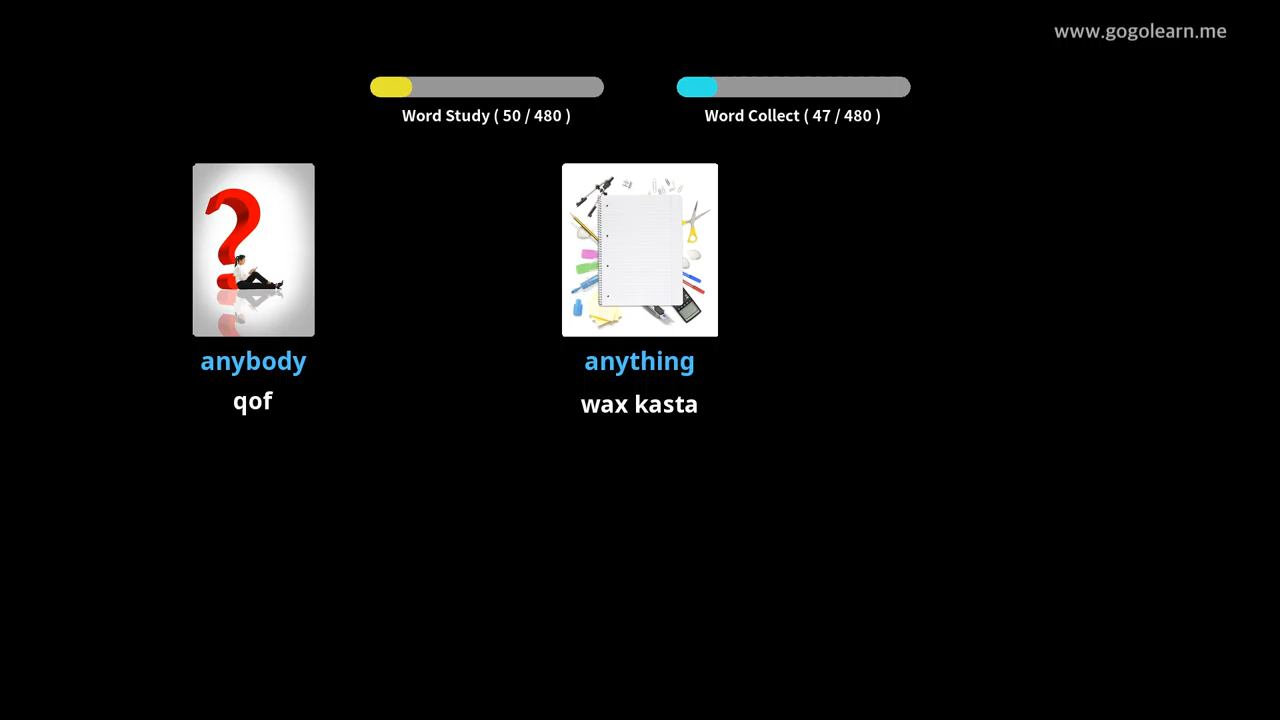 www.gogolearn.me
Word Study ( 50 / 480 )
Word Collect ( 47 / 480 )
anybody
qof
anything
wax kasta